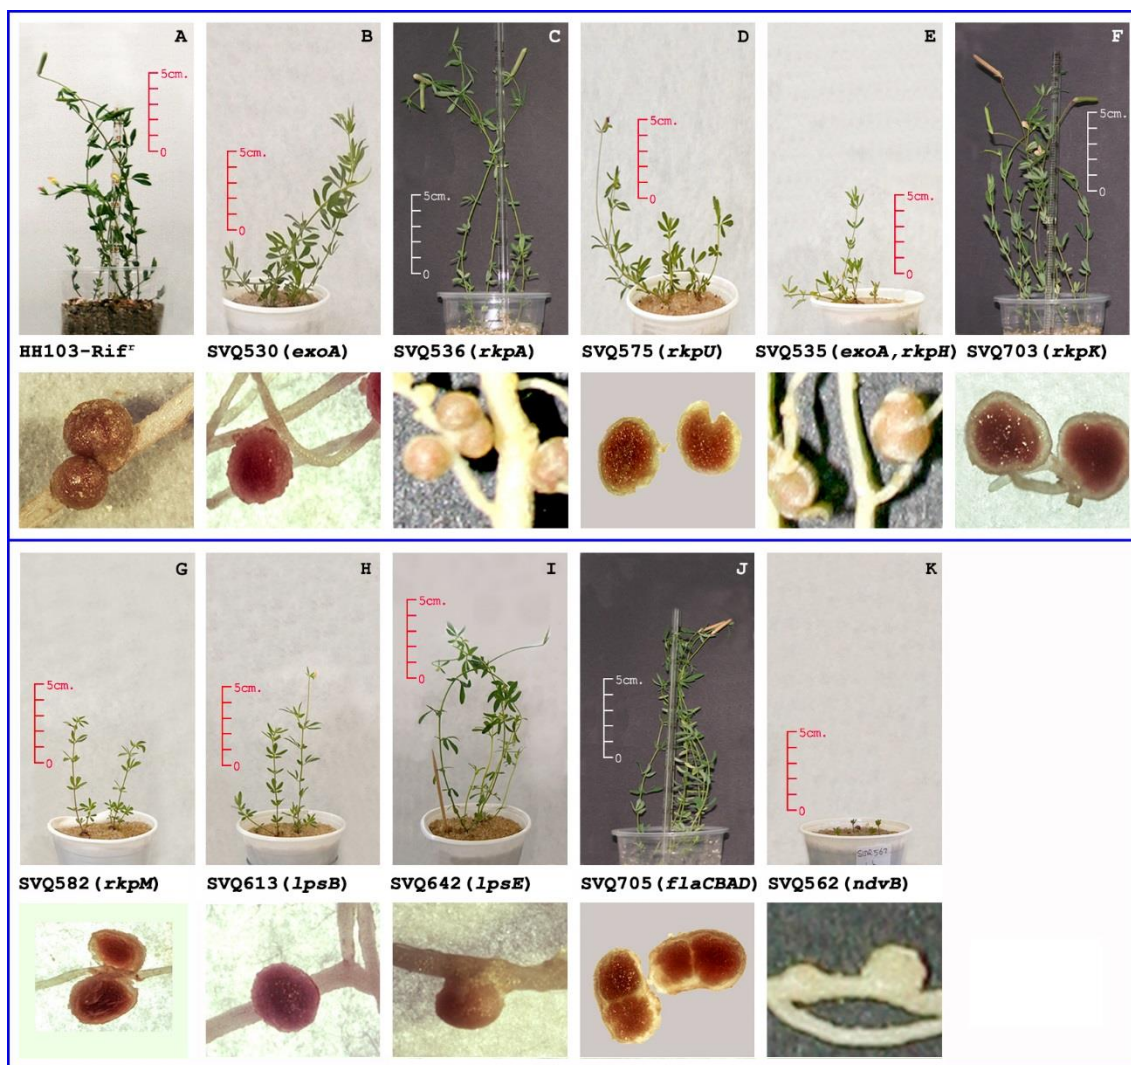 A B C D E F
5cm. 5cm. 5cm. 5cm. 5cm. 5cm.
0 0 0 0 0 0
HH103-Rifʳ SVQ530(exoA) SVQ536(rkpA) SVQ575(rkpU) SVQ535(exoA,rkpH) SVQ703(rkpK)
G H I J K
5cm. 5cm. 5cm. 5cm. 5cm.
0 0 0 0 0
SVQ582(rkpM) SVQ613(lpsB) SVQ642(lpsE) SVQ705(flaCBAD) SVQ562(ndvB)